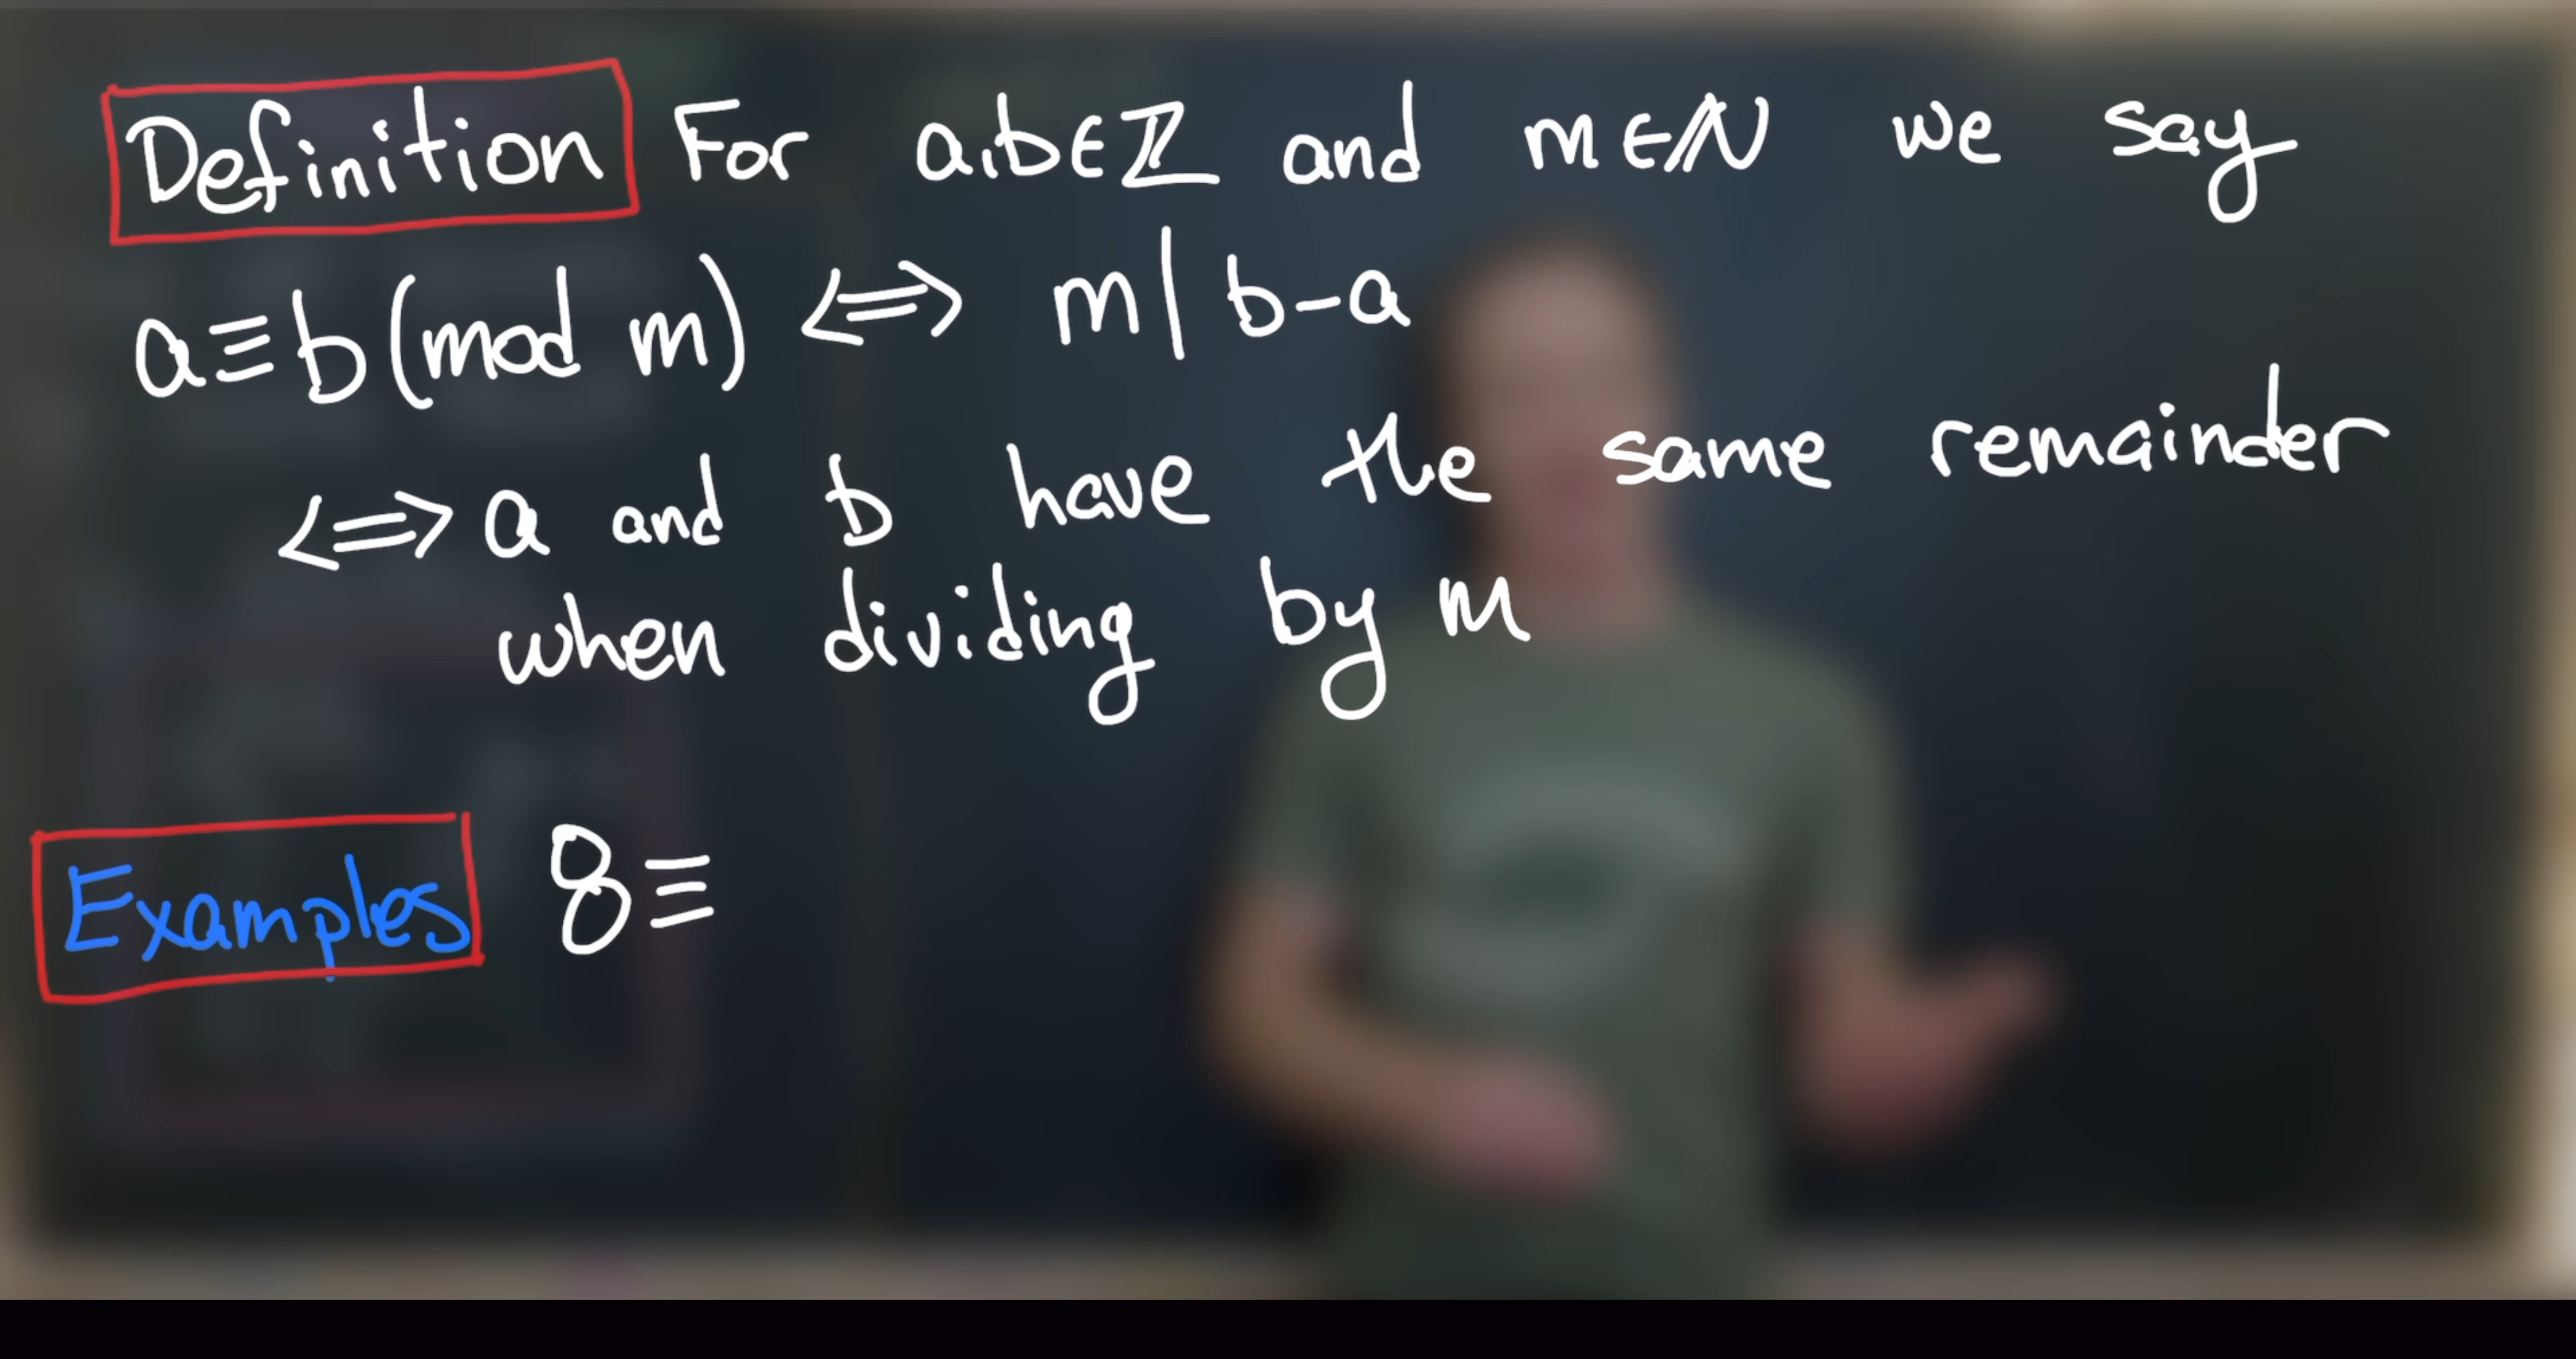 Definition For a,b∈ℤ and m∈ℕ we say
a≡b (mod m) <=> m | b-a
<=> a and b have the same remainder
when dividing by m
Examples 8≡